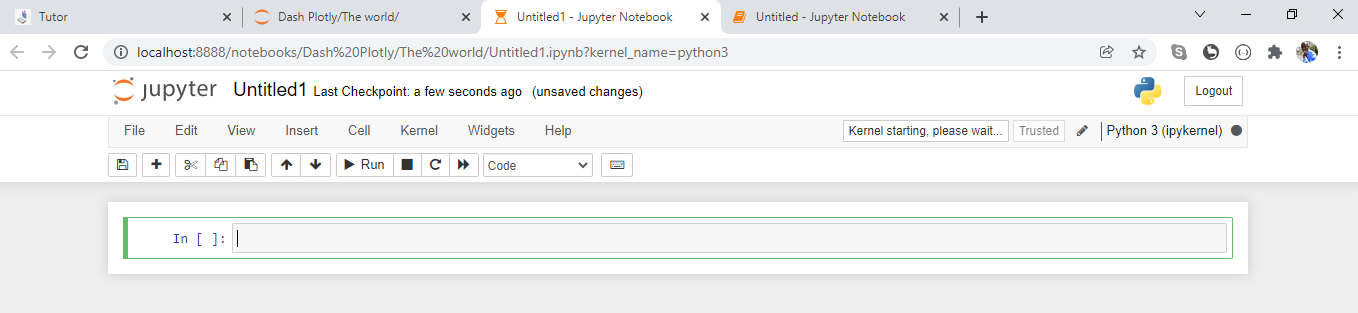 Tutor Dash Plotly/The world/ Untitled1 - Jupyter Notebook Untitled - Jupyter Notebook
localhost:8888/notebooks/Dash%20Plotly/The%20world/Untitled1.ipynb?kernel_name=python3
jupyter Untitled1 Last Checkpoint: a few seconds ago (unsaved changes) Logout
File Edit View Insert Cell Kernel Widgets Help Kernel starting, please wait... Trusted Python 3 (ipykernel)
Run Code
In [ ]: